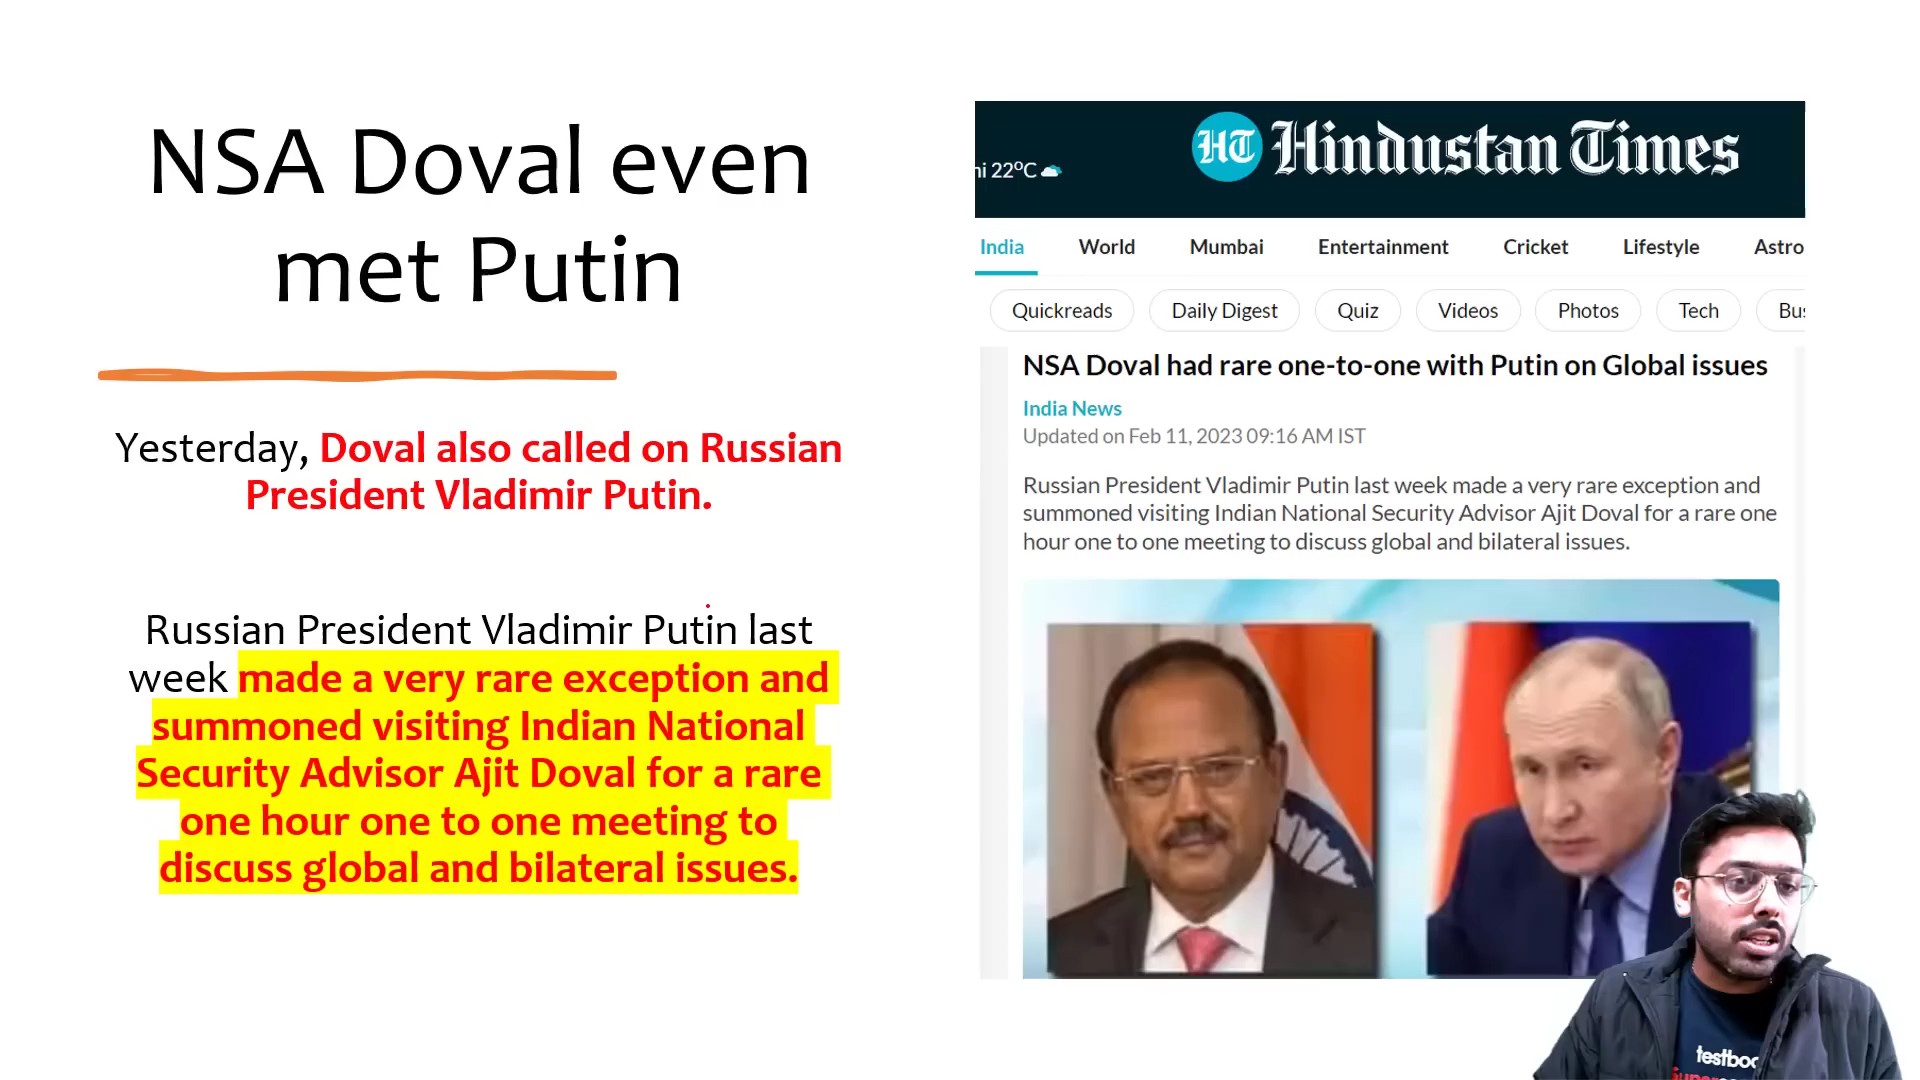 NSA Doval even
met Putin
Yesterday, Doval also called on Russian
President Vladimir Putin.
Russian President Vladimir Putin last
week made a very rare exception and
summoned visiting Indian National
Security Advisor Ajit Doval for a rare
one hour one to one meeting to
discuss global and bilateral issues.
HT Hindustan Times
22°C
India World Mumbai Entertainment Cricket Lifestyle Astro
Quickreads Daily Digest Quiz Videos Photos Tech
NSA Doval had rare one-to-one with Putin on Global issues
India News
Updated on Feb 11, 2023 09:16 AM IST
Russian President Vladimir Putin last week made a very rare exception and
summoned visiting Indian National Security Advisor Ajit Doval for a rare one
hour one to one meeting to discuss global and bilateral issues.